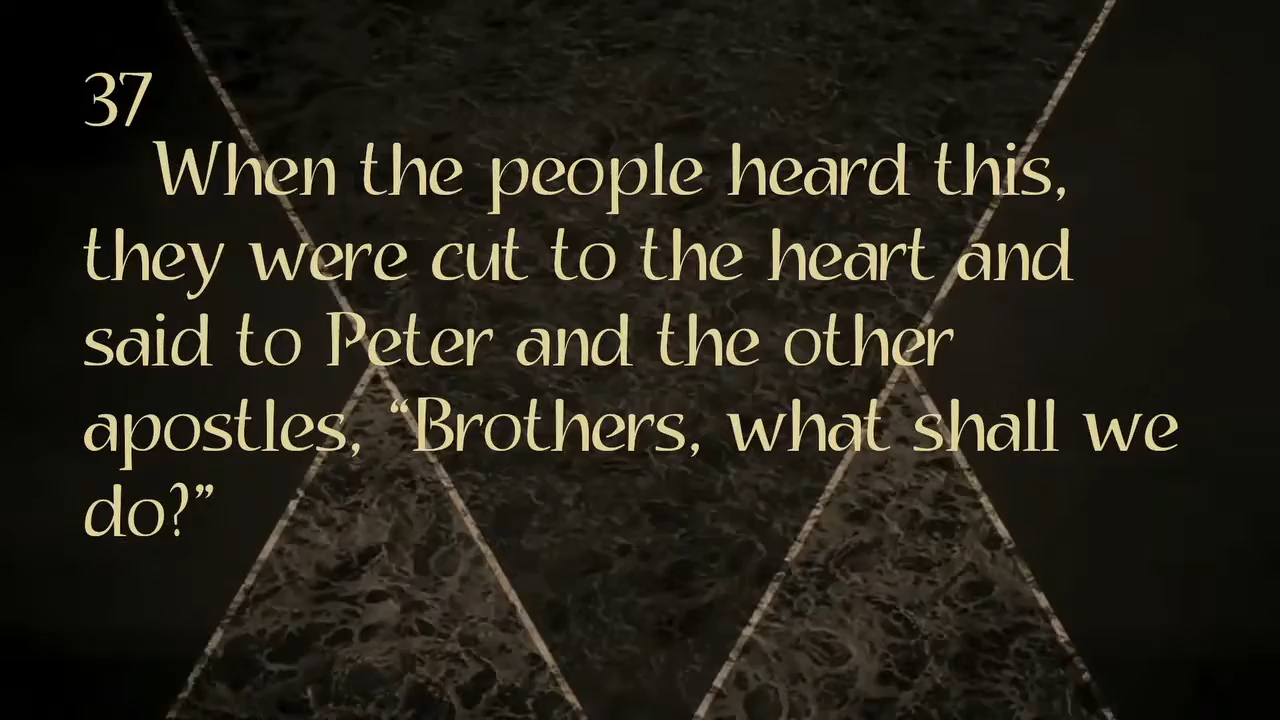 37
When the people heard this,
they were cut to the heart and
said to Peter and the other
apostles, “Brothers, what shall we
do?”